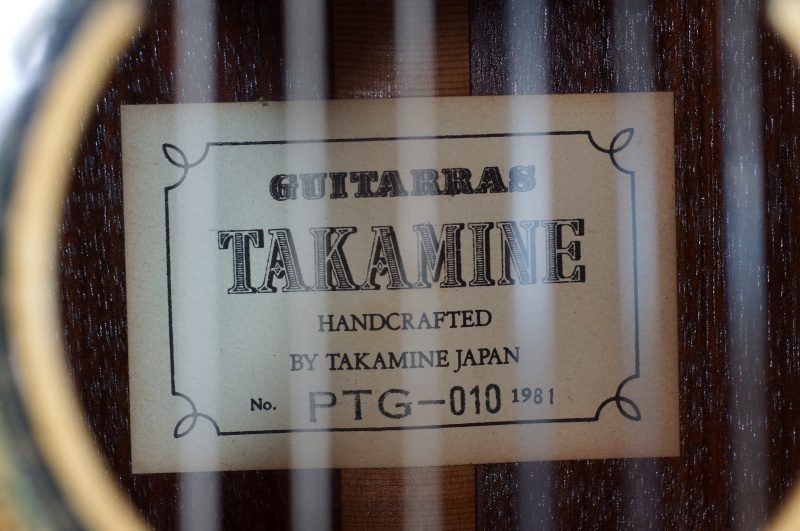 GUITARRAS
TAKAMINE
HANDCRAFTED
BY TAKAMINE JAPAN
No. PTG-010 1981